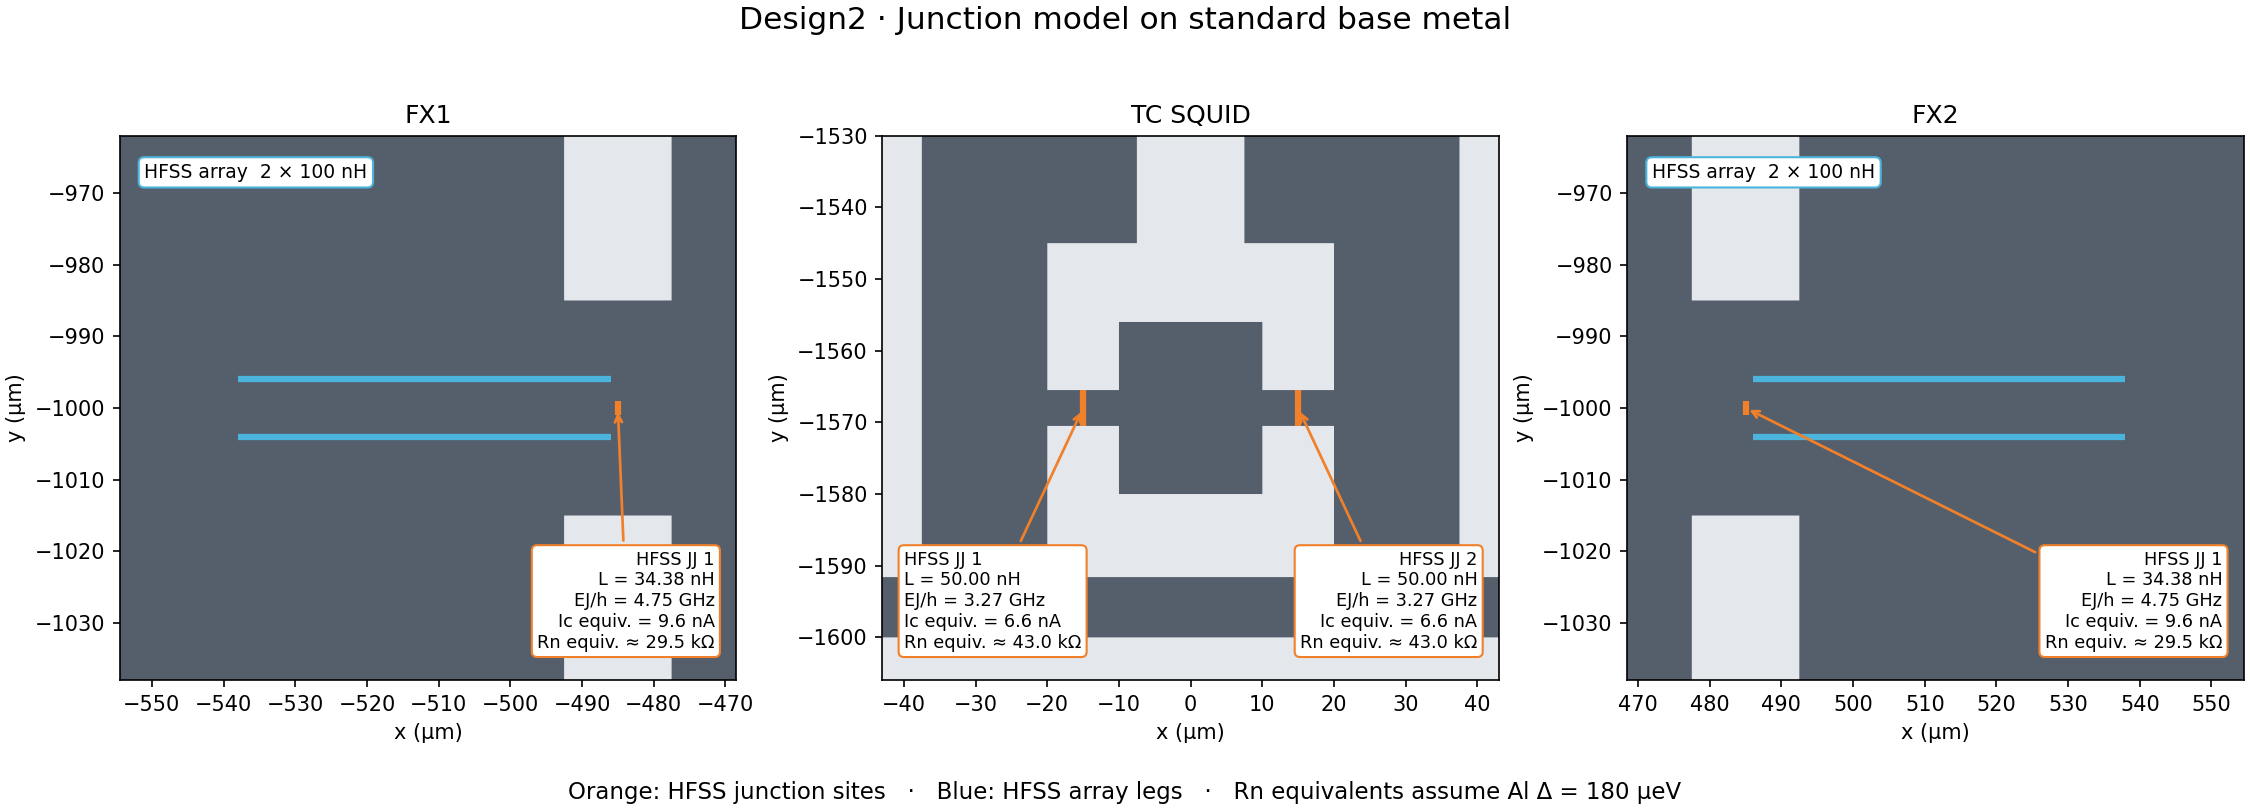 Design2 · Junction model on standard base metal
FX1
HFSS array  2 × 100 nH
y (μm)
−970
−980
−990
−1000
−1010
−1020
−1030
HFSS JJ 1
L = 34.38 nH
EJ/h = 4.75 GHz
Ic equiv. = 9.6 nA
Rn equiv. ≈ 29.5 kΩ
−550 −540 −530 −520 −510 −500 −490 −480 −470
x (μm)
TC SQUID
y (μm)
−1530
−1540
−1550
−1560
−1570
−1580
−1590
−1600
HFSS JJ 1
L = 50.00 nH
EJ/h = 3.27 GHz
Ic equiv. = 6.6 nA
Rn equiv. ≈ 43.0 kΩ
HFSS JJ 2
L = 50.00 nH
EJ/h = 3.27 GHz
Ic equiv. = 6.6 nA
Rn equiv. ≈ 43.0 kΩ
−40 −30 −20 −10 0 10 20 30 40
x (μm)
FX2
HFSS array  2 × 100 nH
y (μm)
−970
−980
−990
−1000
−1010
−1020
−1030
HFSS JJ 1
L = 34.38 nH
EJ/h = 4.75 GHz
Ic equiv. = 9.6 nA
Rn equiv. ≈ 29.5 kΩ
470 480 490 500 510 520 530 540 550
x (μm)
Orange: HFSS junction sites · Blue: HFSS array legs · Rn equivalents assume Al Δ = 180 μeV